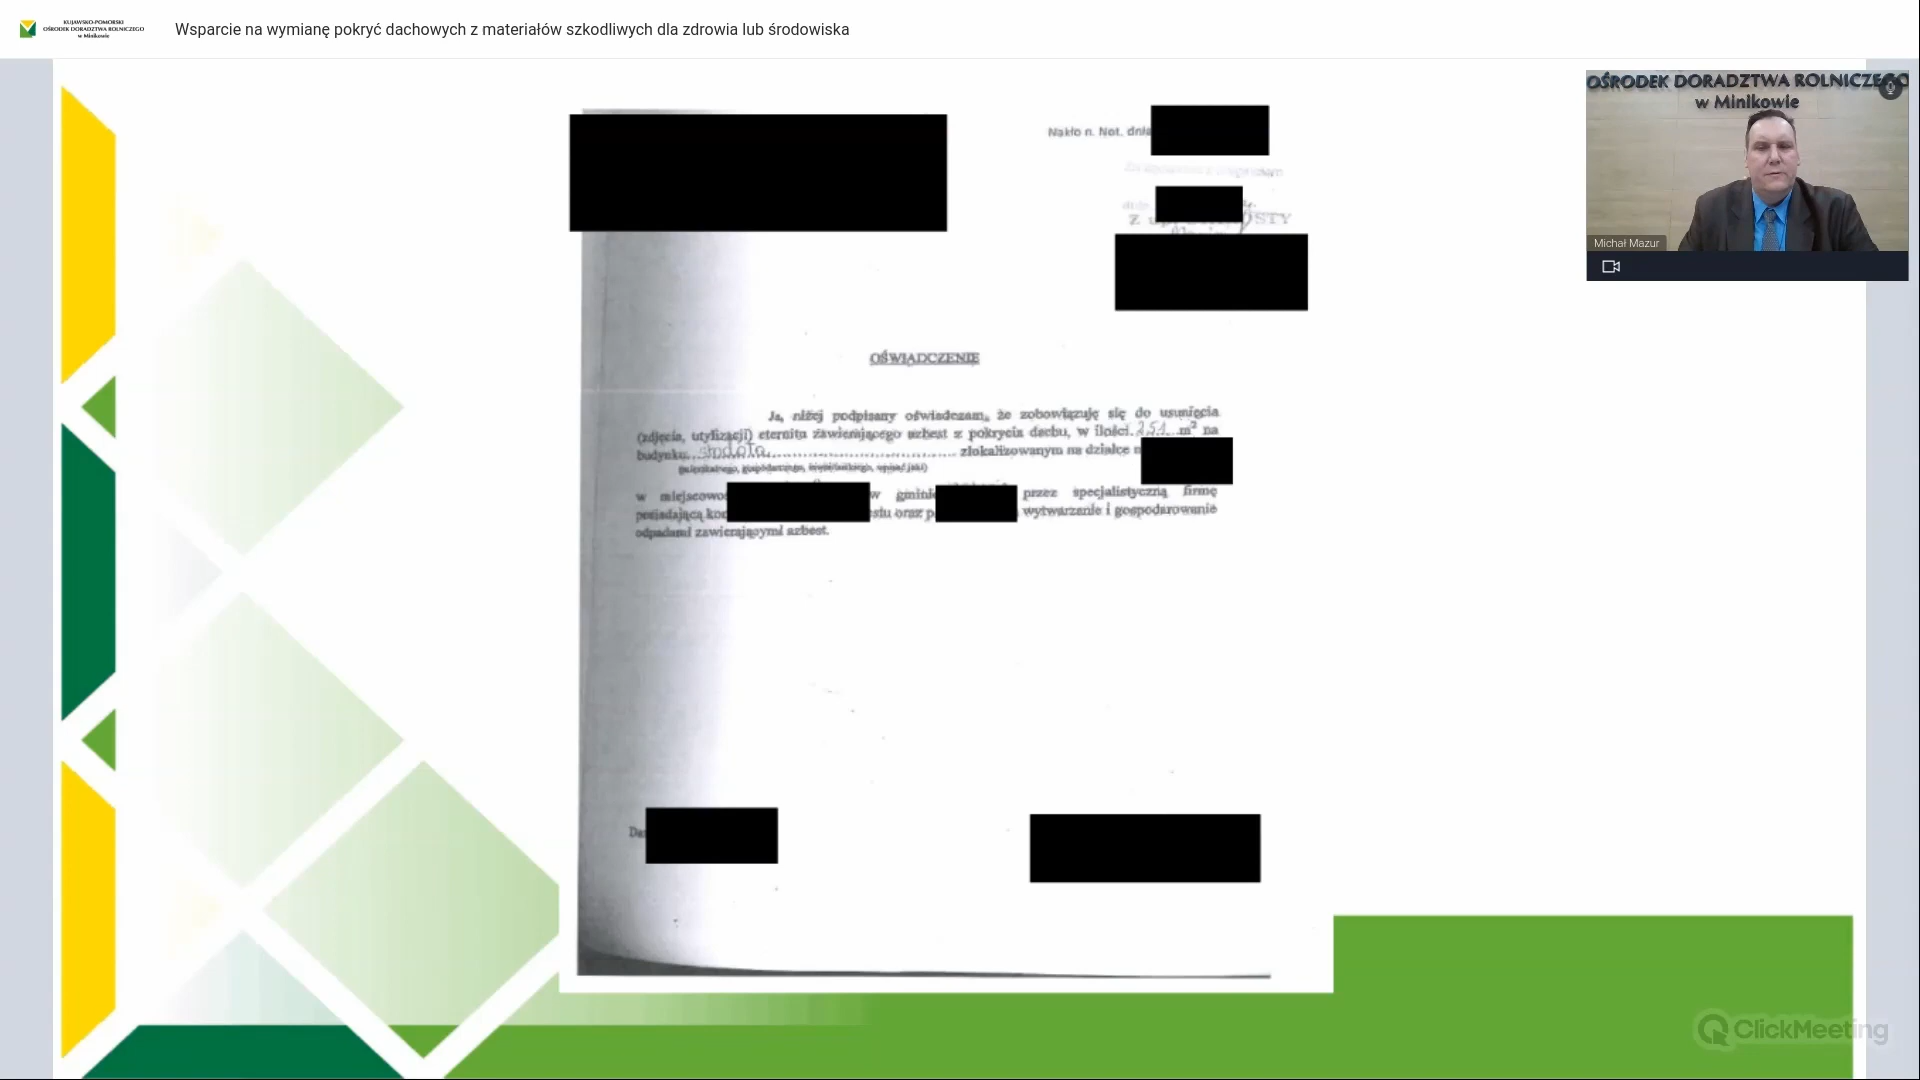 KUJAWSKO-POMORSKI
OŚRODEK DORADZTWA ROLNICZEGO
w Minikowie
Wsparcie na wymianę pokryć dachowych z materiałów szkodliwych dla zdrowia lub środowiska
OŚRODEK DORADZTWA ROLNICZEGO
w Minikowie
Michał Mazur
Nakło n. Not. dnia
OŚWIADCZENIE
Ja, niżej podpisany oświadczam, że zobowiązuję się do usunięcia
(zdjęcia, utylizacji) eternitu zawierającego azbest z pokrycia dachu, w ilości 251 m² na
budynku stodoła zlokalizowanym na działce
w gmini przez specjalistyczną firmę
posiadającą oraz wytwarzanie i gospodarowanie
odpadami zawierającymi azbest.
ClickMeeting